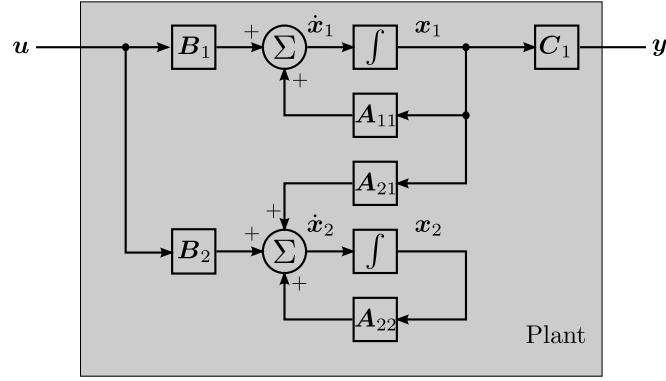 u B₁ + Σ ẋ₁ ∫ x₁ C₁ y
+
A₁₁
A₂₁
+
B₂ + Σ ẋ₂ ∫ x₂
+
A₂₂
Plant